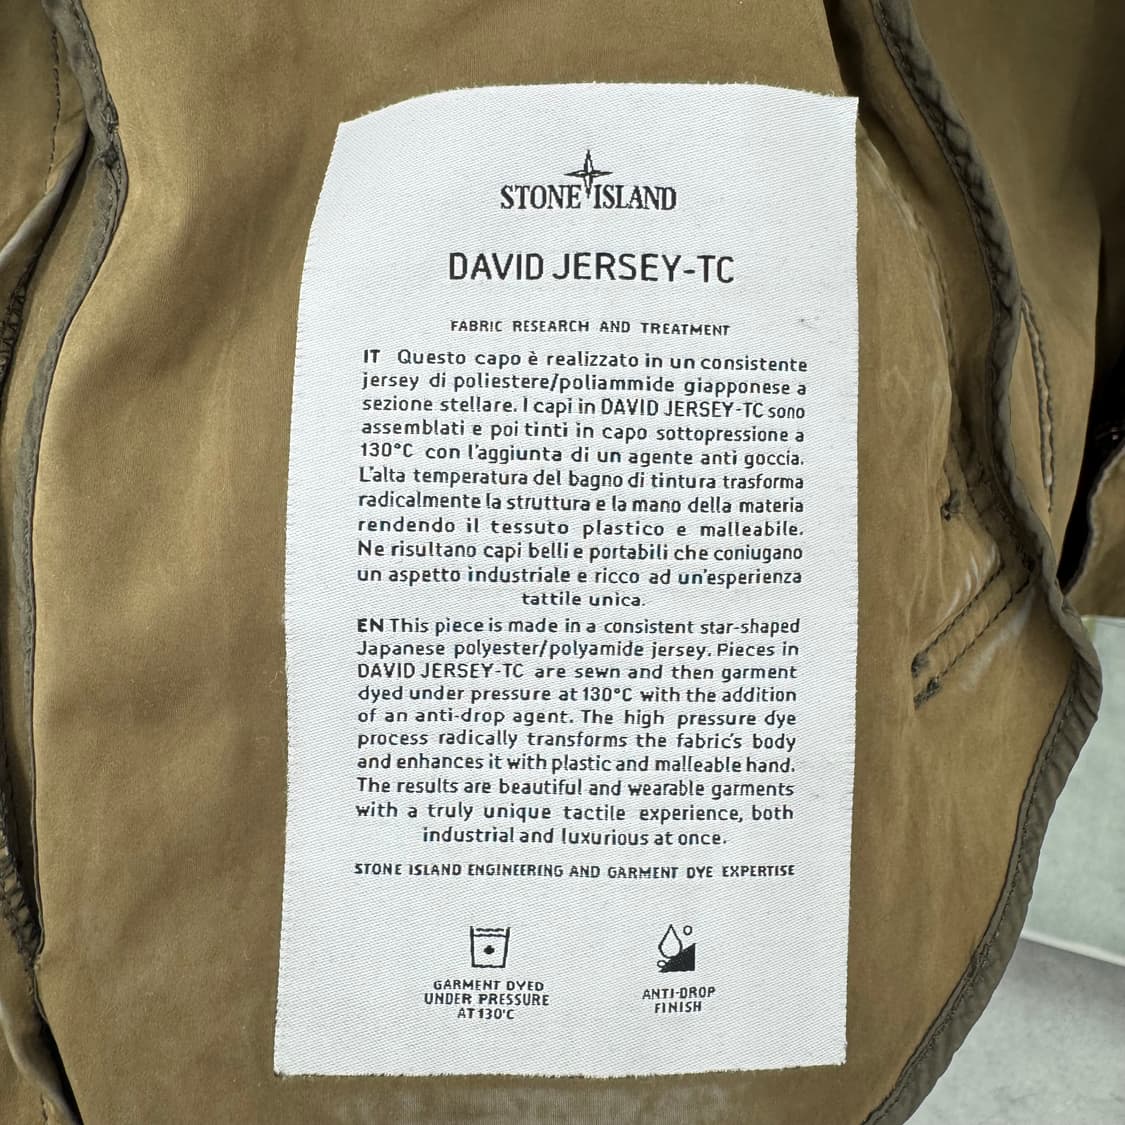 STONE ISLAND
DAVID JERSEY-TC
FABRIC RESEARCH AND TREATMENT
IT Questo capo è realizzato in un consistente
jersey di poliestere/poliammide giapponese a
sezione stellare. I capi in DAVID JERSEY-TC sono
assemblati e poi tinti in capo sottopressione a
130°C con l'aggiunta di un agente anti goccia.
L'alta temperatura del bagno di tintura trasforma
radicalmente la struttura e la mano della materia
rendendo il tessuto plastico e malleabile.
Ne risultano capi belli e portabili che coniugano
un aspetto industriale e ricco ad un'esperienza
tattile unica.
EN This piece is made in a consistent star-shaped
Japanese polyester/polyamide jersey. Pieces in
DAVID JERSEY-TC are sewn and then garment
dyed under pressure at 130°C with the addition
of an anti-drop agent. The high pressure dye
process radically transforms the fabric's body
and enhances it with plastic and malleable hand.
The results are beautiful and wearable garments
with a truly unique tactile experience, both
industrial and luxurious at once.
STONE ISLAND ENGINEERING AND GARMENT DYE EXPERTISE
GARMENT DYED
UNDER PRESSURE
AT 130°C
ANTI-DROP
FINISH